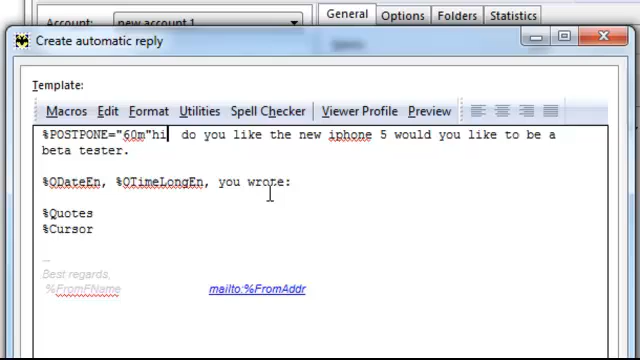 Account: new account 1 General Options Folders Statistics
Create automatic reply
Template:
Macros Edit Format Utilities Spell Checker Viewer Profile Preview
%POSTPONE="60m"hi do you like the new iphone 5 would you like to be a
beta tester.
%ODateEn, %OTimeLongEn, you wrote:
%Quotes
%Cursor
--
Best regards,
%FromFName mailto:%FromAddr